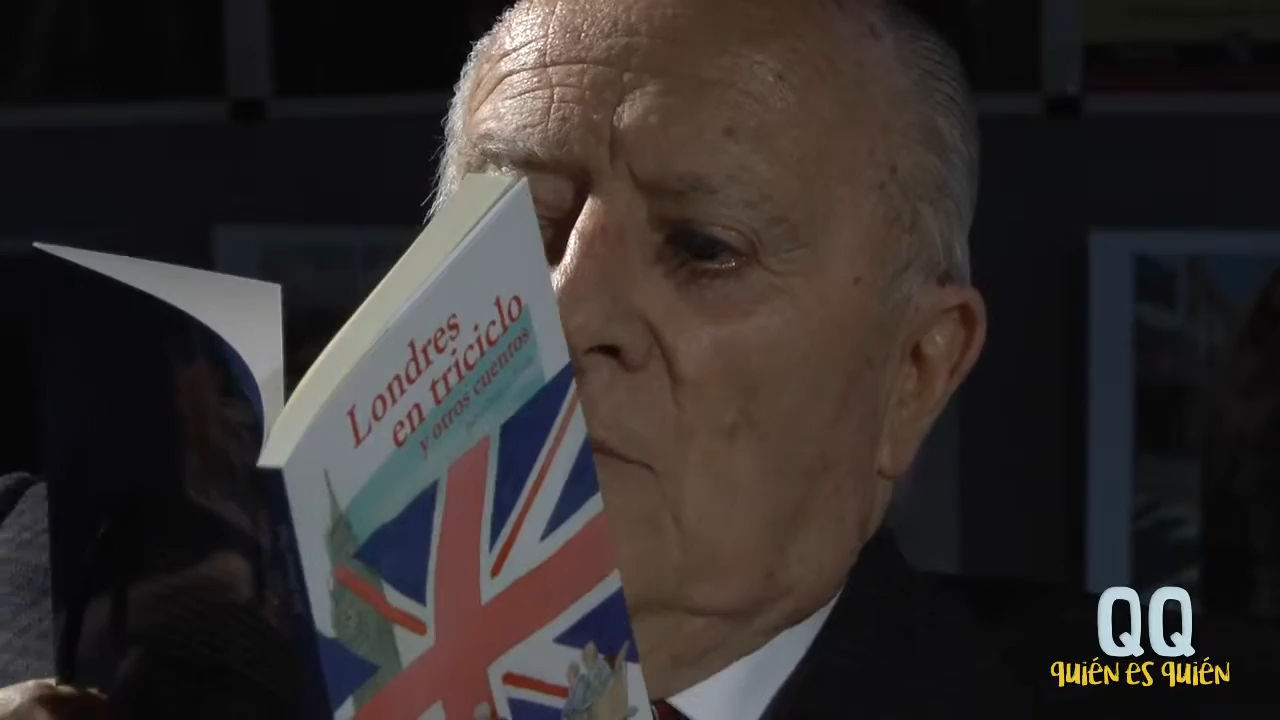 Londres
en triciclo
y otros cuentos
QQ
quién es quién